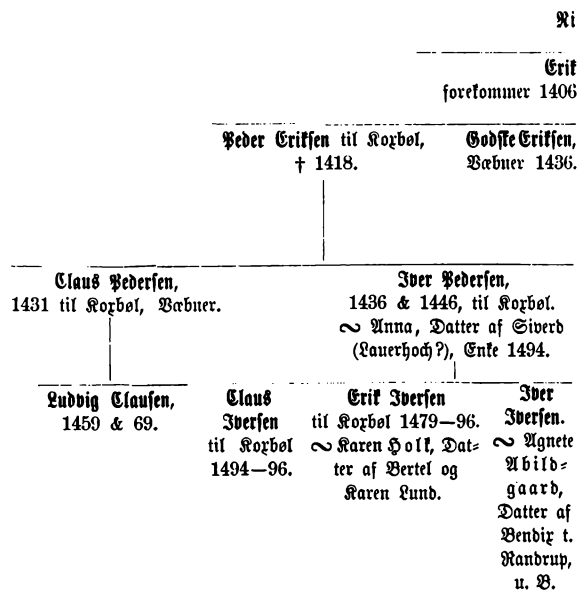 Ri
Erik
forekommer 1406
Peder Eriksen til Koxbøl,
† 1418.
Godske Eriksen,
Væbner 1436.
Claus Pedersen,
1431 til Koxbøl, Væbner.
Iver Pedersen,
1436 & 1446, til Koxbøl.
~ Anna, Datter af Siverd
(Lauerhoch?), Enke 1494.
Ludvig Clausen,
1459 & 69.
Claus
Iversen
til Koxbøl
1494—96.
Erik Iversen
til Koxbøl 1479—96.
~ Karen Holk, Dat-
ter af Bertel og
Karen Lund.
Iver
Iversen.
~ Agnete
Abild-
gaard,
Datter af
Bendix t.
Randrup,
u. B.